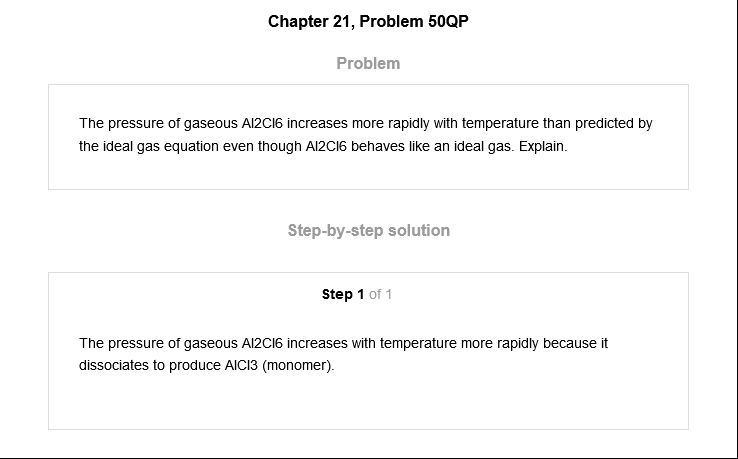 Chapter 21, Problem 50QP
Problem
The pressure of gaseous Al2Cl6 increases more rapidly with temperature than predicted by
the ideal gas equation even though Al2Cl6 behaves like an ideal gas. Explain.
Step-by-step solution
Step 1 of 1
The pressure of gaseous Al2Cl6 increases with temperature more rapidly because it
dissociates to produce AlCl3 (monomer).